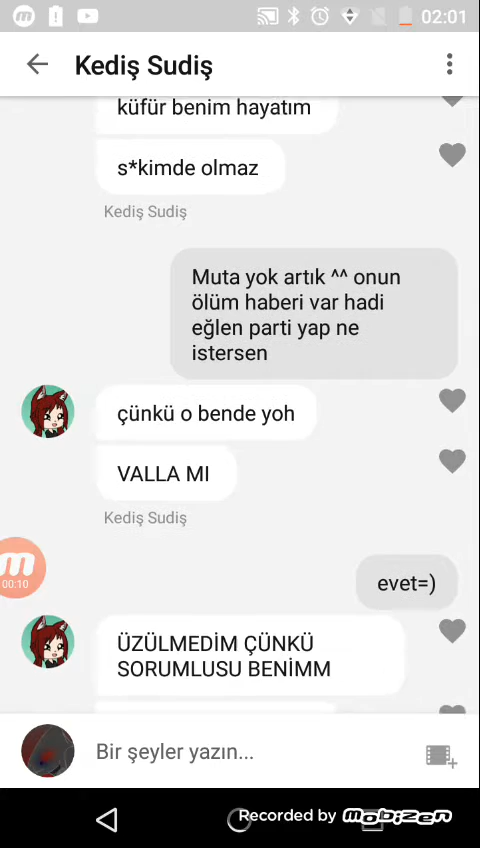 02:01
Kediş Sudiş
küfür benim hayatım
s*kimde olmaz
Kediş Sudiş
Muta yok artık ^^ onun
ölüm haberi var hadi
eğlen parti yap ne
istersen
çünkü o bende yoh
VALLA MI
Kediş Sudiş
00:10
evet=)
ÜZÜLMEDİM ÇÜNKÜ
SORUMLUSU BENİMM
Bir şeyler yazın...
Recorded by Mobizen